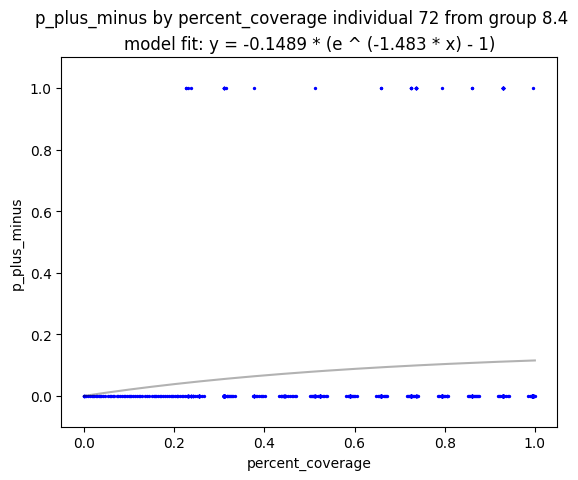 p_plus_minus by percent_coverage individual 72 from group 8.4
model fit: y = -0.1489 * (e ^ (-1.483 * x) - 1)
1.0
0.8
0.6
0.4
0.2
0.0
p_plus_minus
0.0 0.2 0.4 0.6 0.8 1.0
percent_coverage